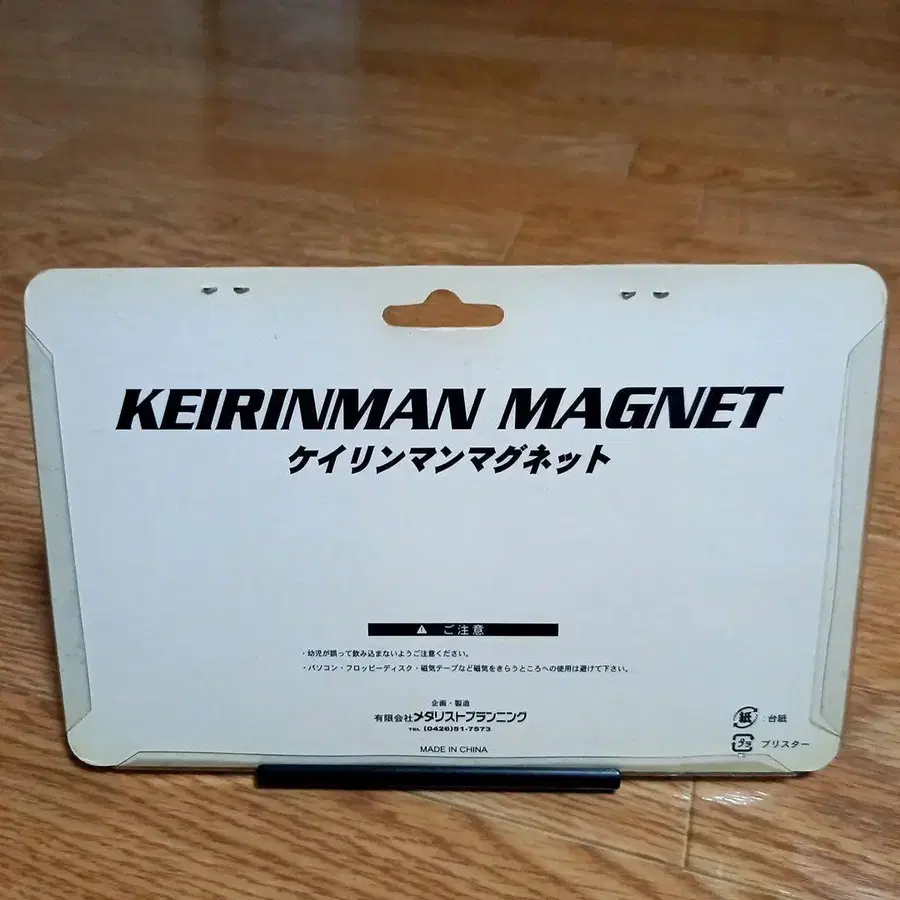 KEIRINMAN MAGNET
ケイリンマンマグネット
⚠ ご注意
・幼児が誤って飲み込まないようご注意ください。
・パソコン・フロッピーディスク・磁気テープなど磁気をきらうところへの使用は避けて下さい。
企画・製造
有限会社メダリストプランニング
TEL (0426)51-7573
MADE IN CHINA
紙 : 台紙
プラ : ブリスター